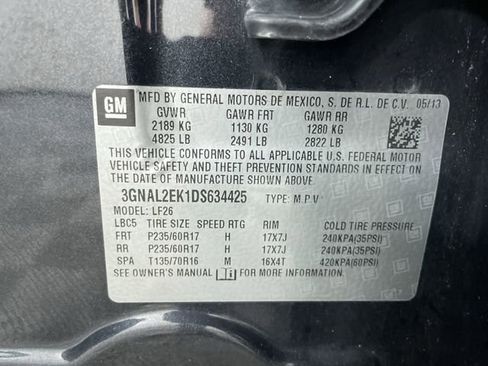 GM
MFD BY GENERAL MOTORS DE MEXICO, S. DE R.L. DE C.V. 05/13
GVWR GAWR FRT GAWR RR
2189 KG 1130 KG 1280 KG
4825 LB 2491 LB 2822 LB
THIS VEHICLE CONFORMS TO ALL APPLICABLE U.S. FEDERAL MOTOR
VEHICLE SAFETY AND THEFT PREVENTION STANDARDS IN EFFECT ON
THE DATE OF MANUFACTURE SHOWN ABOVE.
3GNAL2EK1DS634425 TYPE: M.P.V
MODEL: LF26
LBC5 TIRE SIZE SPEED RTG RIM COLD TIRE PRESSURE
FRT P235/60R17 H 17X7J 240KPA(35PSI)
RR P235/60R17 H 17X7J 240KPA(35PSI)
SPA T135/70R16 M 16X4T 420KPA(60PSI)
SEE OWNER'S MANUAL FOR MORE INFORMATION.